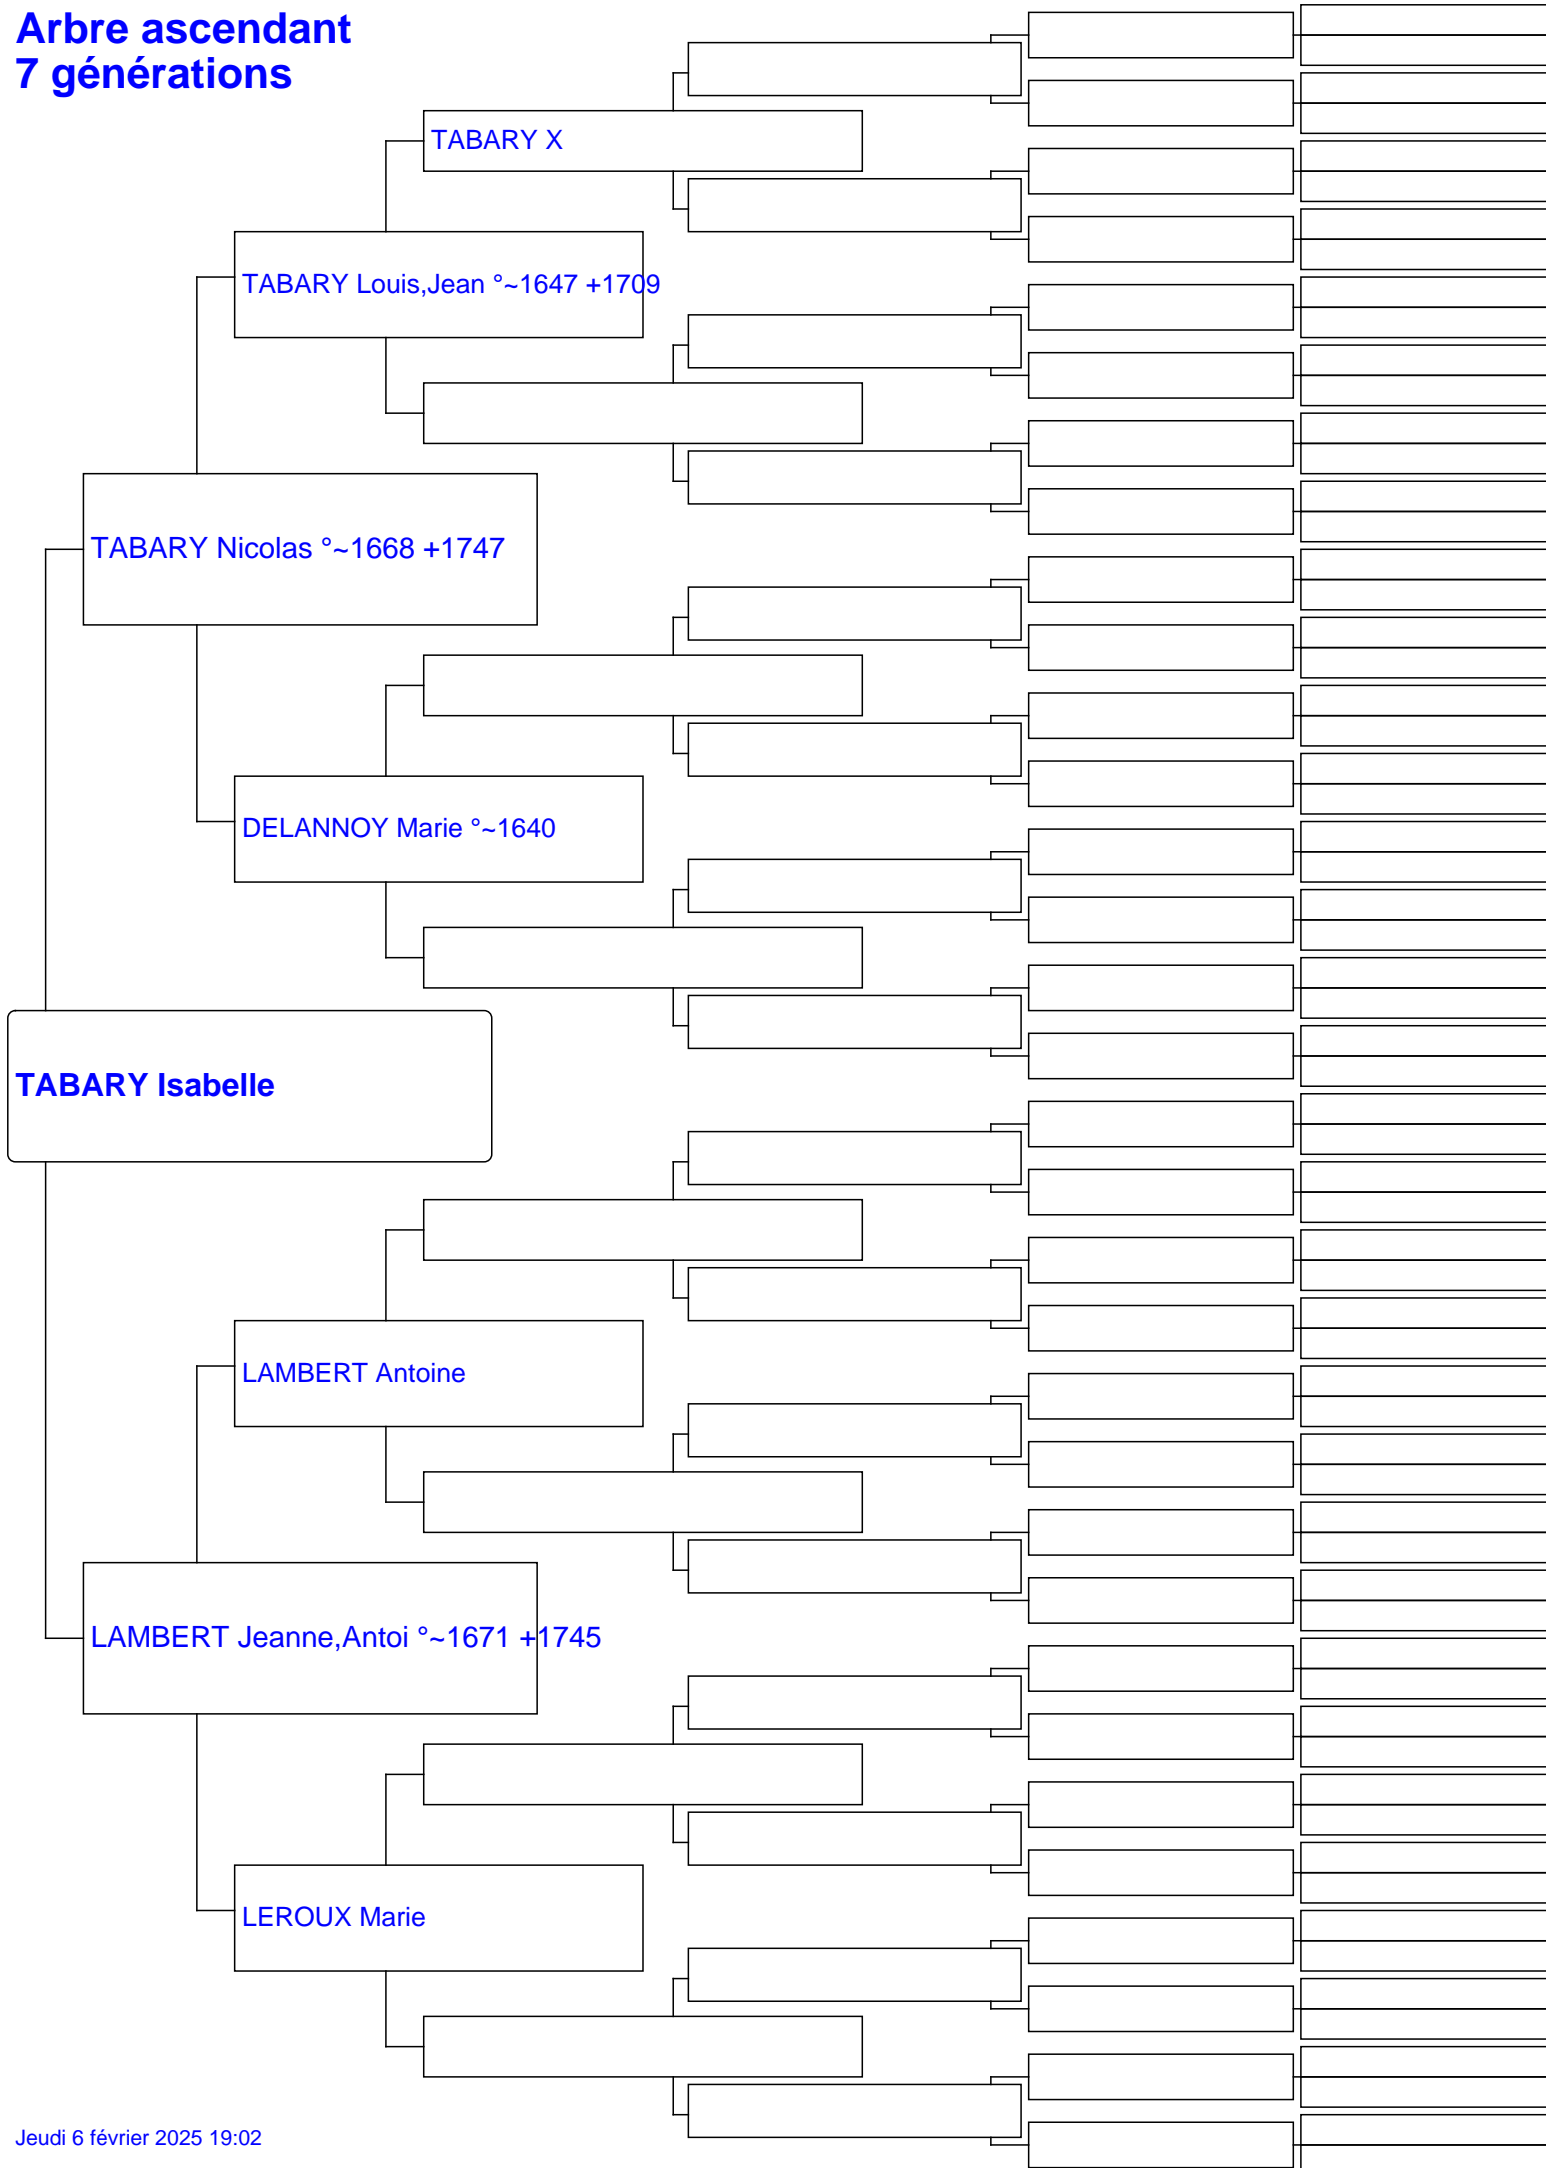 Arbre ascendant
7 générations
TABARY X
TABARY Louis,Jean °~1647 +1709
TABARY Nicolas °~1668 +1747
DELANNOY Marie °~1640
TABARY Isabelle
LAMBERT Antoine
LAMBERT Jeanne,Antoi °~1671 +1745
LEROUX Marie
Jeudi 6 février 2025 19:02